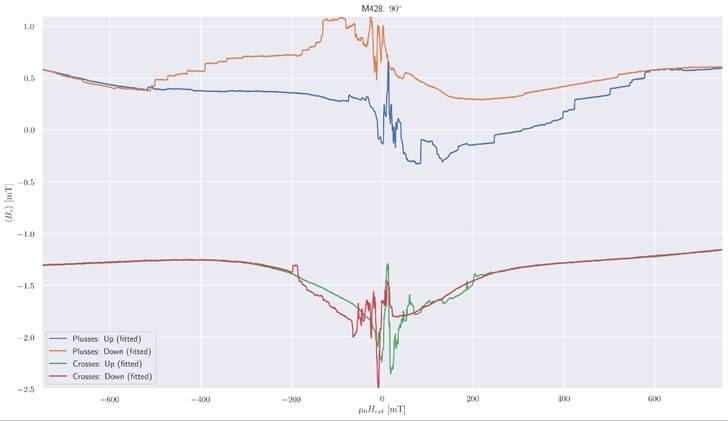 M428: 90°
1.0
0.5
0.0
−0.5
−1.0
−1.5
−2.0
−2.5
⟨B_z⟩ [mT]
Plusses: Up (fitted)
Plusses: Down (fitted)
Crosses: Up (fitted)
Crosses: Down (fitted)
−600 −400 −200 0 200 400 600
μ₀H_ext [mT]